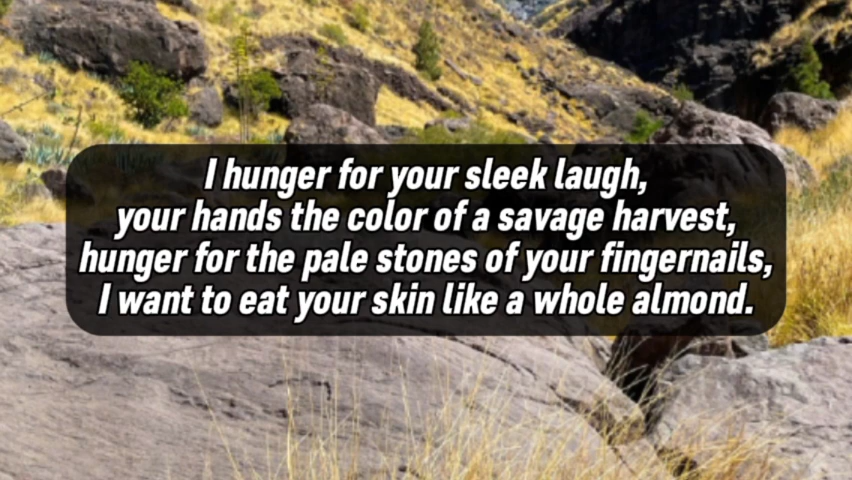 I hunger for your sleek laugh,
your hands the color of a savage harvest,
hunger for the pale stones of your fingernails,
I want to eat your skin like a whole almond.